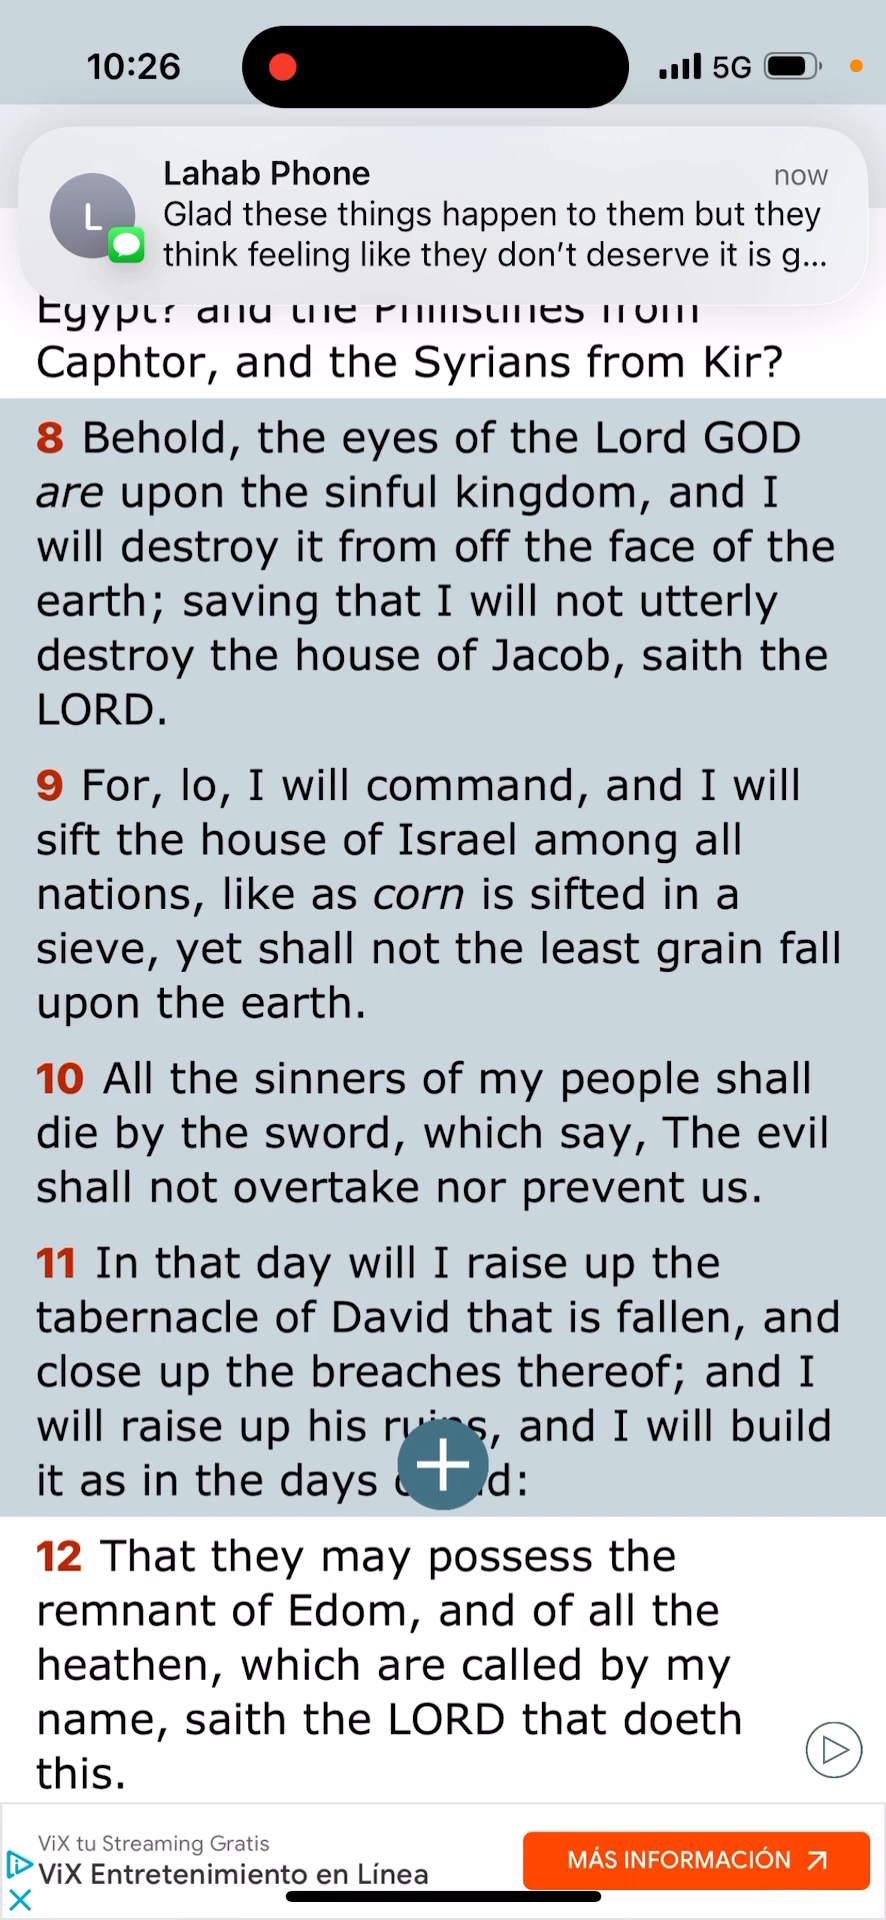 10:26
5G
Lahab Phone
now
L
Glad these things happen to them but they
think feeling like they don't deserve it is g...
Egypt? and the Philistines from
Caphtor, and the Syrians from Kir?
8 Behold, the eyes of the Lord GOD
are upon the sinful kingdom, and I
will destroy it from off the face of the
earth; saving that I will not utterly
destroy the house of Jacob, saith the
LORD.
9 For, lo, I will command, and I will
sift the house of Israel among all
nations, like as corn is sifted in a
sieve, yet shall not the least grain fall
upon the earth.
10 All the sinners of my people shall
die by the sword, which say, The evil
shall not overtake nor prevent us.
11 In that day will I raise up the
tabernacle of David that is fallen, and
close up the breaches thereof; and I
will raise up his ruins, and I will build
it as in the days
12 That they may possess the
remnant of Edom, and of all the
heathen, which are called by my
name, saith the LORD that doeth
this.
ViX tu Streaming Gratis
ViX Entretenimiento en Línea
MÁS INFORMACIÓN